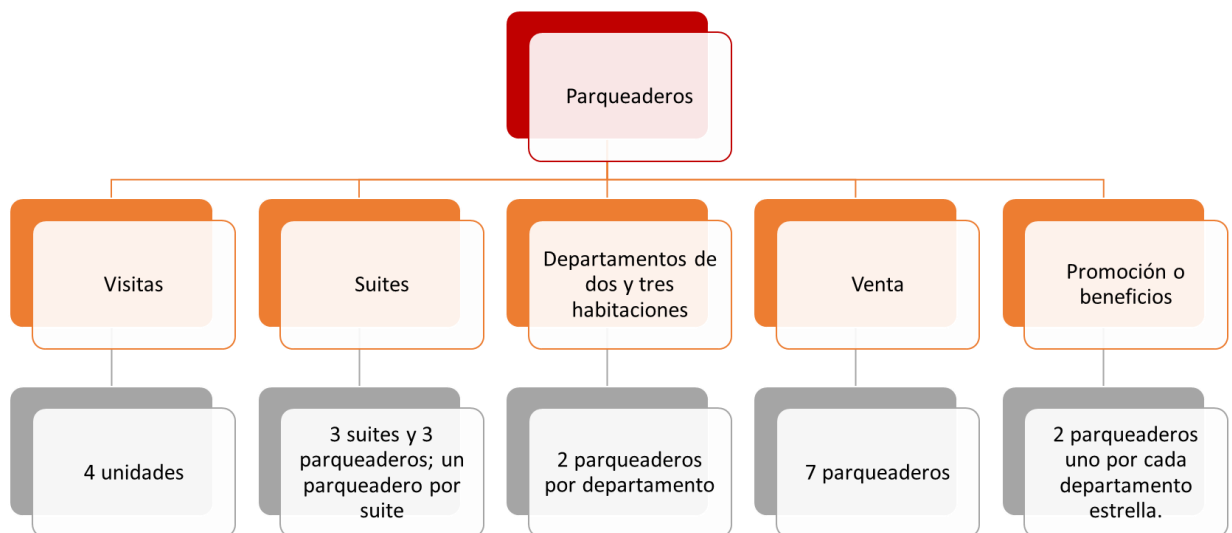 Parqueaderos
Visitas
Suites
Departamentos de
dos y tres
habitaciones
Venta
Promoción o
beneficios
4 unidades
3 suites y 3
parqueaderos; un
parqueadero por
suite
2 parqueaderos
por departamento
7 parqueaderos
2 parqueaderos
uno por cada
departamento
estrella.